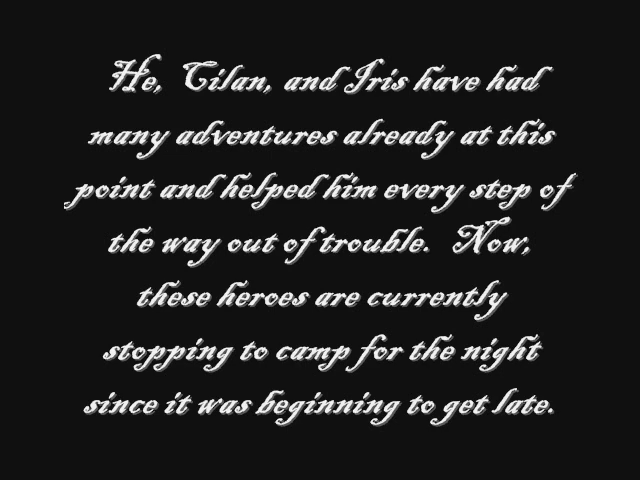 He, Cilan, and Iris have had
many adventures already at this
point and helped him every step of
the way out of trouble.  Now,
these heroes are currently
stopping to camp for the night
since it was beginning to get late.